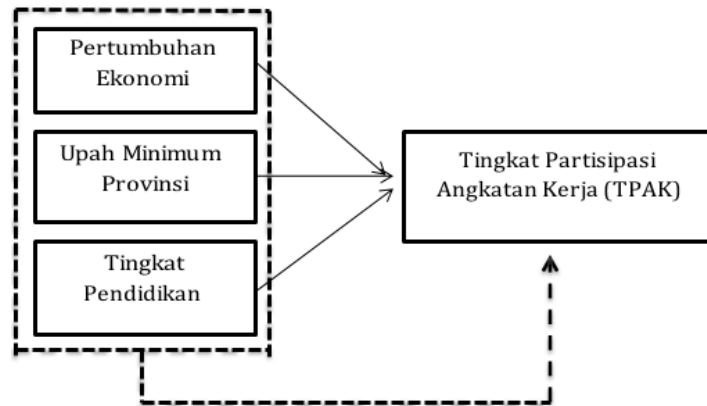 Pertumbuhan
Ekonomi
Upah Minimum
Provinsi
Tingkat
Pendidikan
Tingkat Partisipasi
Angkatan Kerja (TPAK)